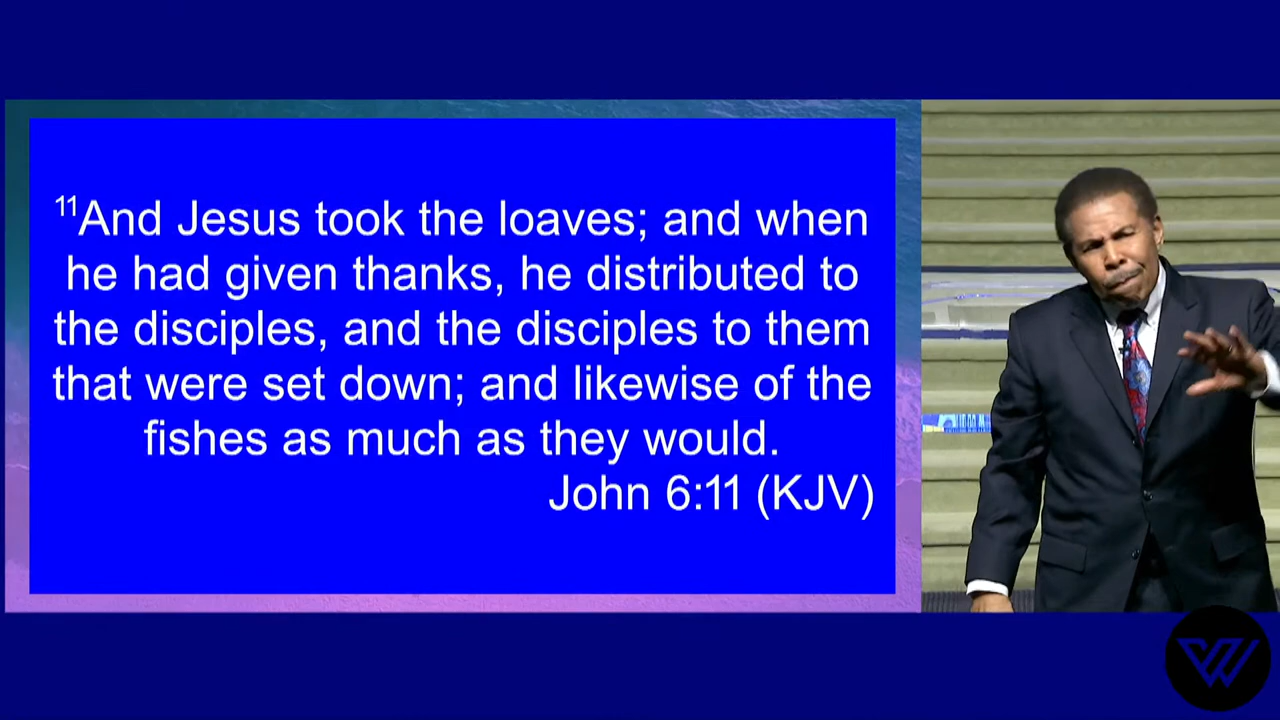 ¹¹And Jesus took the loaves; and when
he had given thanks, he distributed to
the disciples, and the disciples to them
that were set down; and likewise of the
fishes as much as they would.
John 6:11 (KJV)